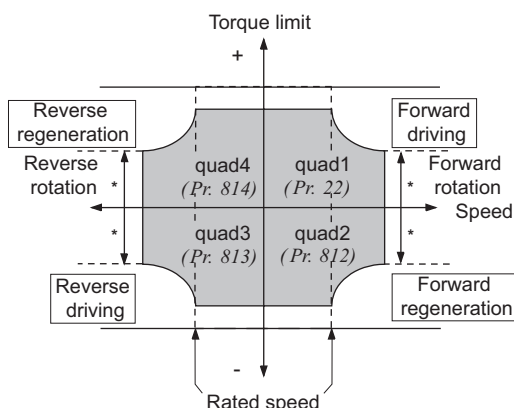 Torque limit
+
Reverse
regeneration
Forward
driving
quad4
(Pr. 814)
quad1
(Pr. 22)
Reverse
rotation
*
Forward
rotation
*
Speed
*
*
quad3
(Pr. 813)
quad2
(Pr. 812)
Reverse
driving
Forward
regeneration
-
Rated speed